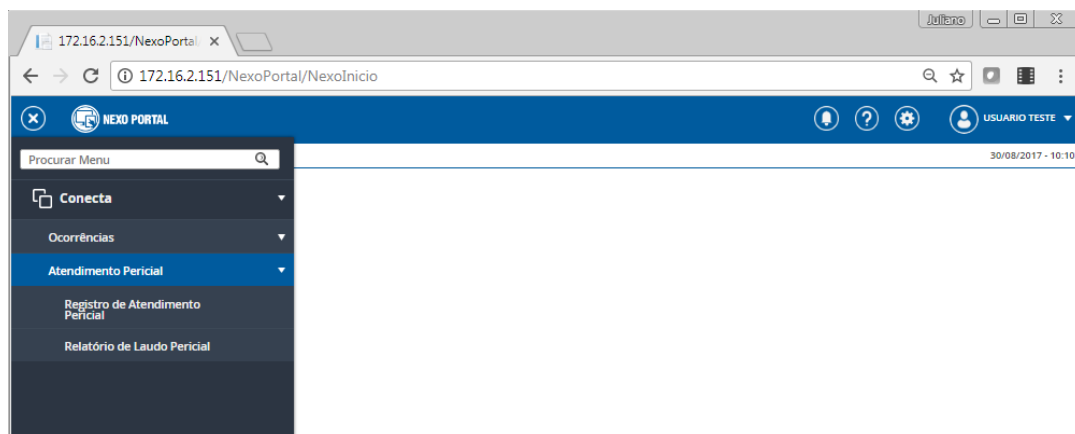 Juliano
172.16.2.151/NexoPortal/
172.16.2.151/NexoPortal/NexoInicio
NEXO PORTAL
USUARIO TESTE
Procurar Menu
30/08/2017 - 10:10
Conecta
Ocorrências
Atendimento Pericial
Registro de Atendimento
Pericial
Relatório de Laudo Pericial